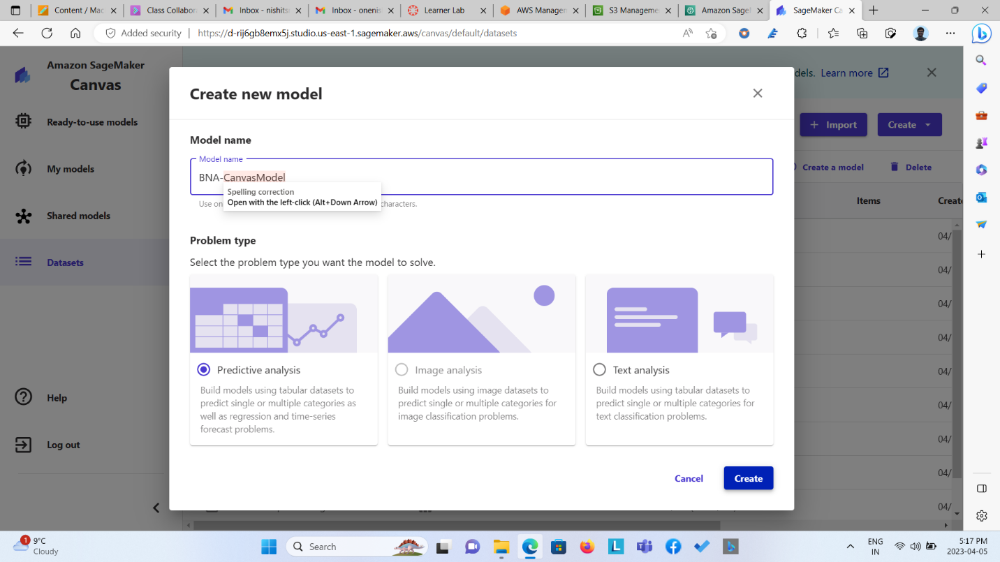 Content / Mac
Class Collabor
Inbox - nishits
Inbox - onenis
Learner Lab
AWS Managem
S3 Manageme
Amazon Sagel
SageMaker Ca
Added security
https://d-rij6gb8emx5j.studio.us-east-1.sagemaker.aws/canvas/default/datasets
Amazon SageMaker
Canvas
Ready-to-use models
My models
Shared models
Datasets
Help
Log out
dels. Learn more
Import
Create
Create a model
Delete
Items
Create
04/
04/
04/
04/
04/
04/
04/
04/
04/
Create new model
Model name
Model name
BNA-CanvasModel
Spelling correction
Open with the left-click (Alt+Down Arrow)
Use on
characters.
Problem type
Select the problem type you want the model to solve.
Predictive analysis
Build models using tabular datasets to
predict single or multiple categories as
well as regression and time-series
forecast problems.
Image analysis
Build models using image datasets to
predict single or multiple categories for
image classification problems.
Text analysis
Build models using tabular datasets to
predict single or multiple categories for
text classification problems.
Cancel
Create
1
9°C
Cloudy
Search
L
ENG
IN
5:17 PM
2023-04-05